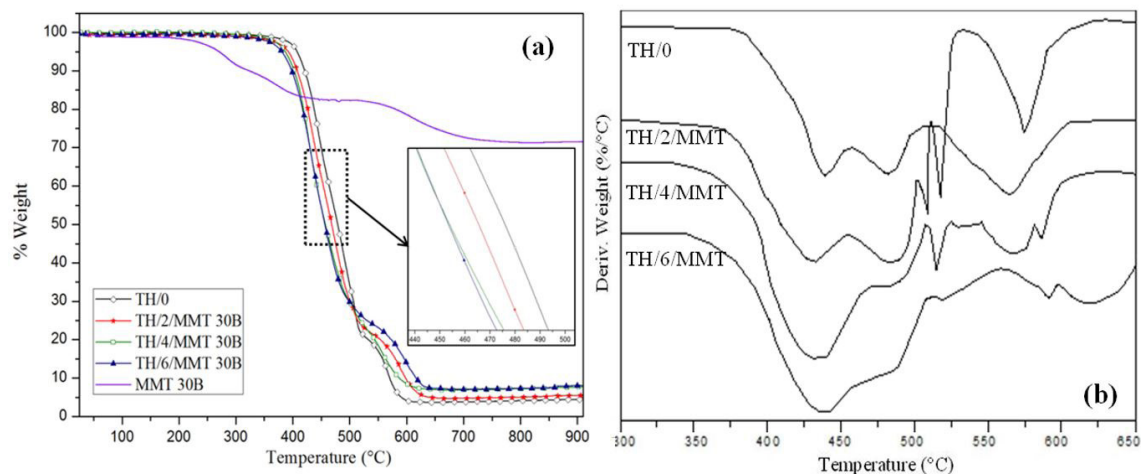 (a)
% Weight
100
90
80
70
60
50
40
30
20
10
0
100 200 300 400 500 600 700 800 900
Temperature (°C)
TH/0
TH/2/MMT 30B
TH/4/MMT 30B
TH/6/MMT 30B
MMT 30B
440 450 460 470 480 490 500
TH/0
TH/2/MMT
TH/4/MMT
TH/6/MMT
Deriv. Weight (%/°C)
(b)
300 350 400 450 500 550 600 650
Temperature (°C)